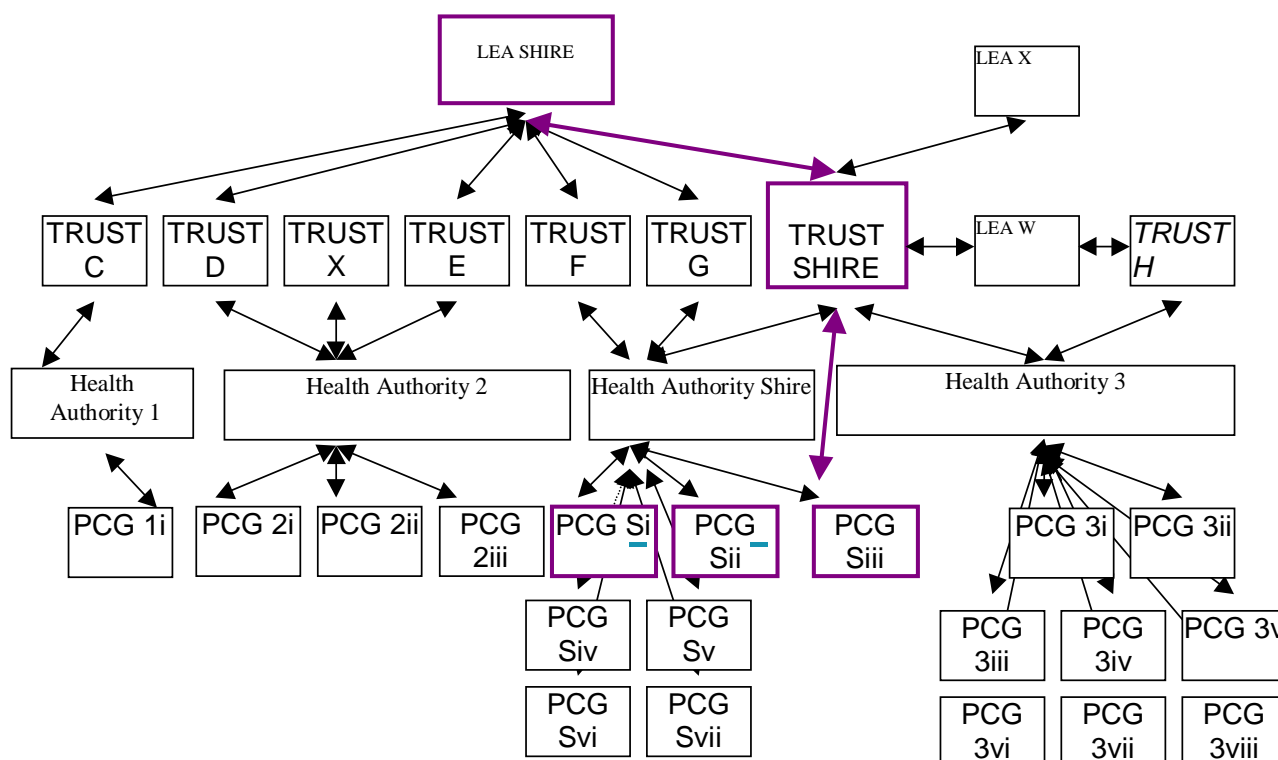 LEA SHIRE
LEA X
TRUST
C
TRUST
D
TRUST
X
TRUST
E
TRUST
F
TRUST
G
TRUST
SHIRE
LEA W
TRUST
H
Health
Authority 1
Health Authority 2
Health Authority Shire
Health Authority 3
PCG 1i
PCG 2i
PCG 2ii
PCG
2iii
PCG Si
PCG
Sii
PCG
Siii
PCG 3i
PCG 3ii
PCG
Siv
PCG
Sv
PCG
3iii
PCG
3iv
PCG 3v
PCG
Svi
PCG
Svii
PCG
3vi
PCG
3vii
PCG
3viii